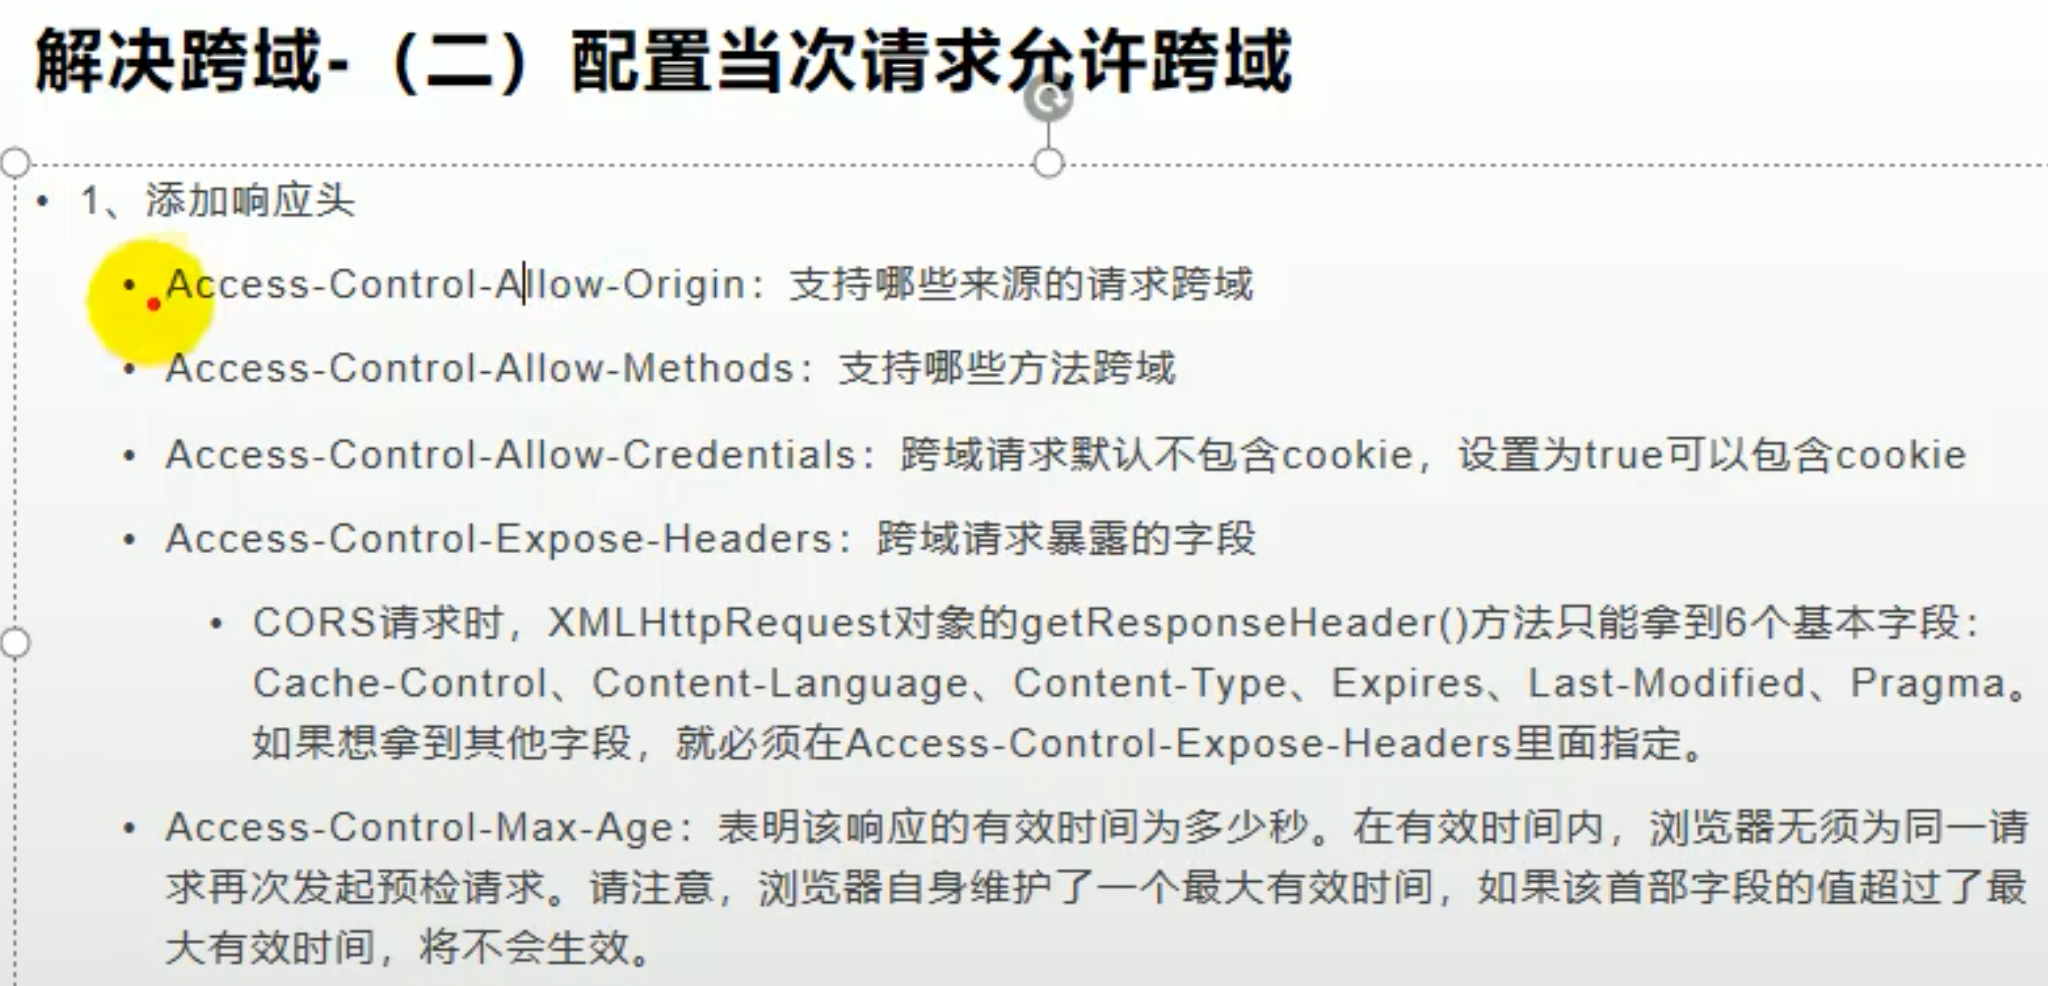 解决跨域-（二）配置当次请求允许跨域
• 1、添加响应头
• Access-Control-Allow-Origin：支持哪些来源的请求跨域
• Access-Control-Allow-Methods：支持哪些方法跨域
• Access-Control-Allow-Credentials：跨域请求默认不包含cookie，设置为true可以包含cookie
• Access-Control-Expose-Headers：跨域请求暴露的字段
• CORS请求时，XMLHttpRequest对象的getResponseHeader()方法只能拿到6个基本字段：
Cache-Control、Content-Language、Content-Type、Expires、Last-Modified、Pragma。
如果想拿到其他字段，就必须在Access-Control-Expose-Headers里面指定。
• Access-Control-Max-Age：表明该响应的有效时间为多少秒。在有效时间内，浏览器无须为同一请
求再次发起预检请求。请注意，浏览器自身维护了一个最大有效时间，如果该首部字段的值超过了最
大有效时间，将不会生效。